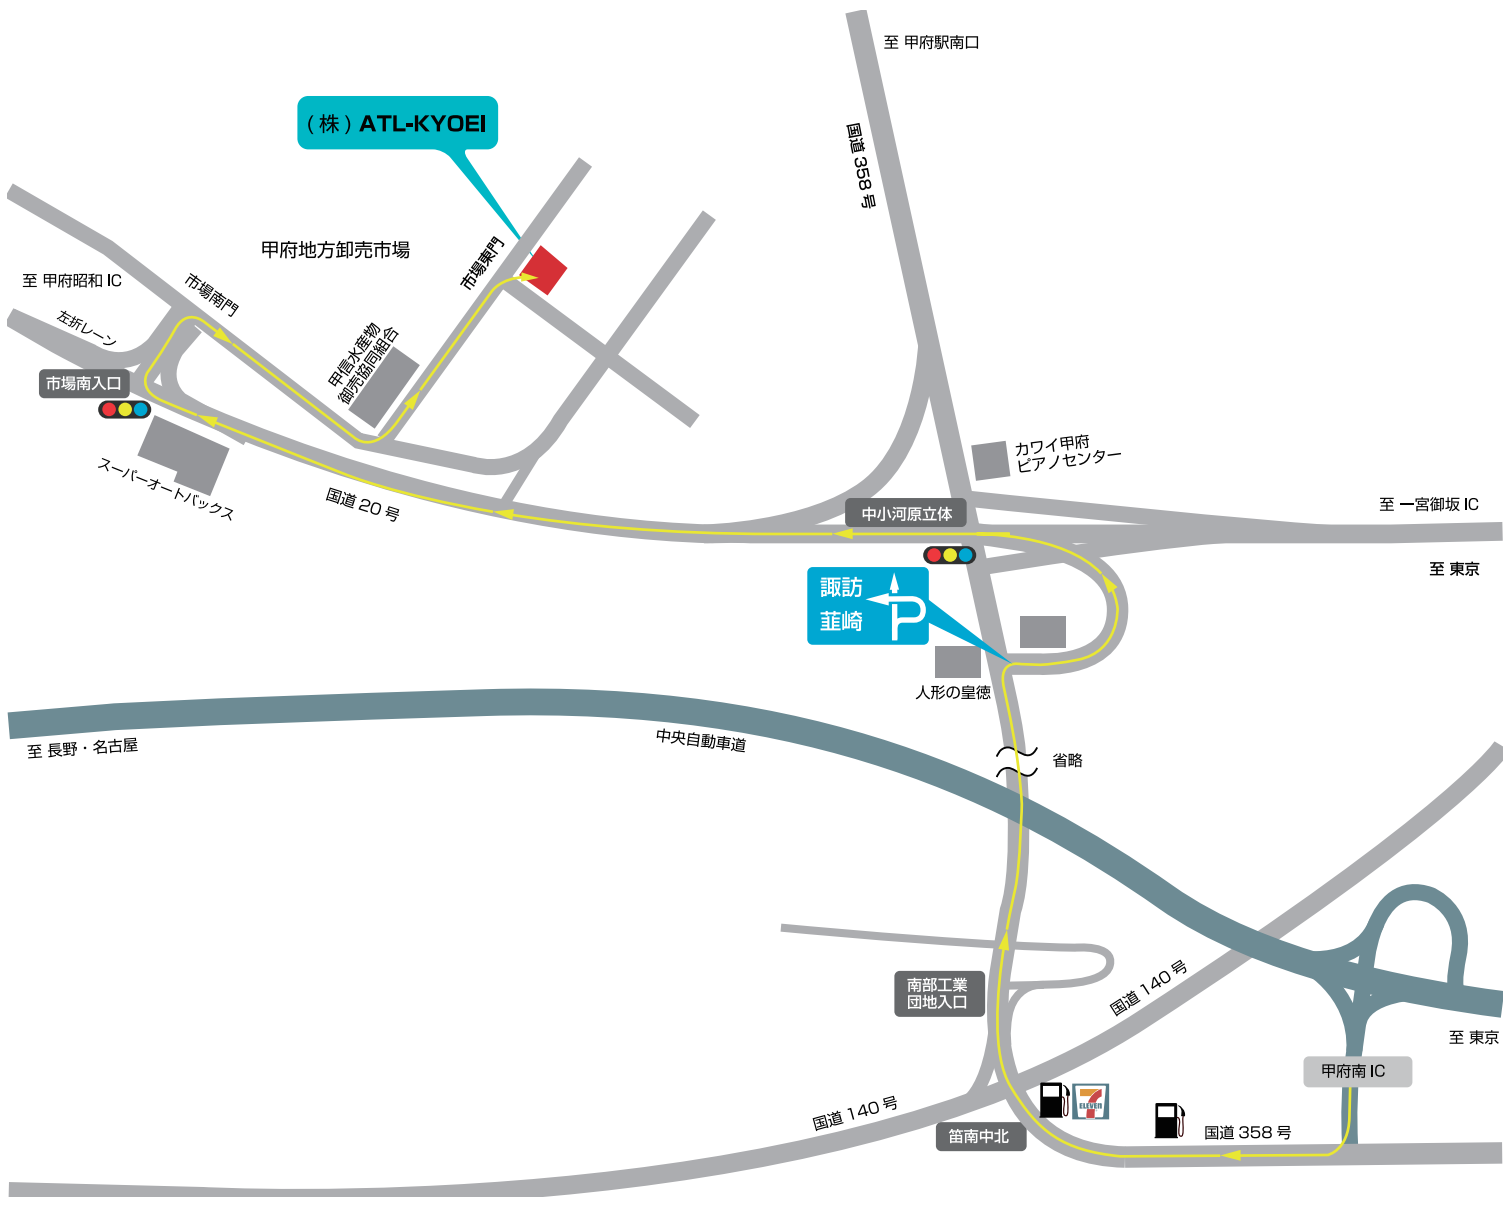 至 甲府駅南口
(株) ATL-KYOEI
国道 358 号
甲府地方卸売市場
市場東門
至 甲府昭和 IC
市場南門
左折レーン
甲信水産物
御売協同組合
市場南入口
カワイ甲府
ピアノセンター
スーパーオートバックス
国道 20 号
中小河原立体
至 一宮御坂 IC
至 東京
諏訪
韮崎
人形の皇徳
至 長野・名古屋
中央自動車道
省略
南部工業
団地入口
国道 140 号
至 東京
甲府南 IC
国道 140 号
7
ELEVEN
笛南中北
国道 358 号